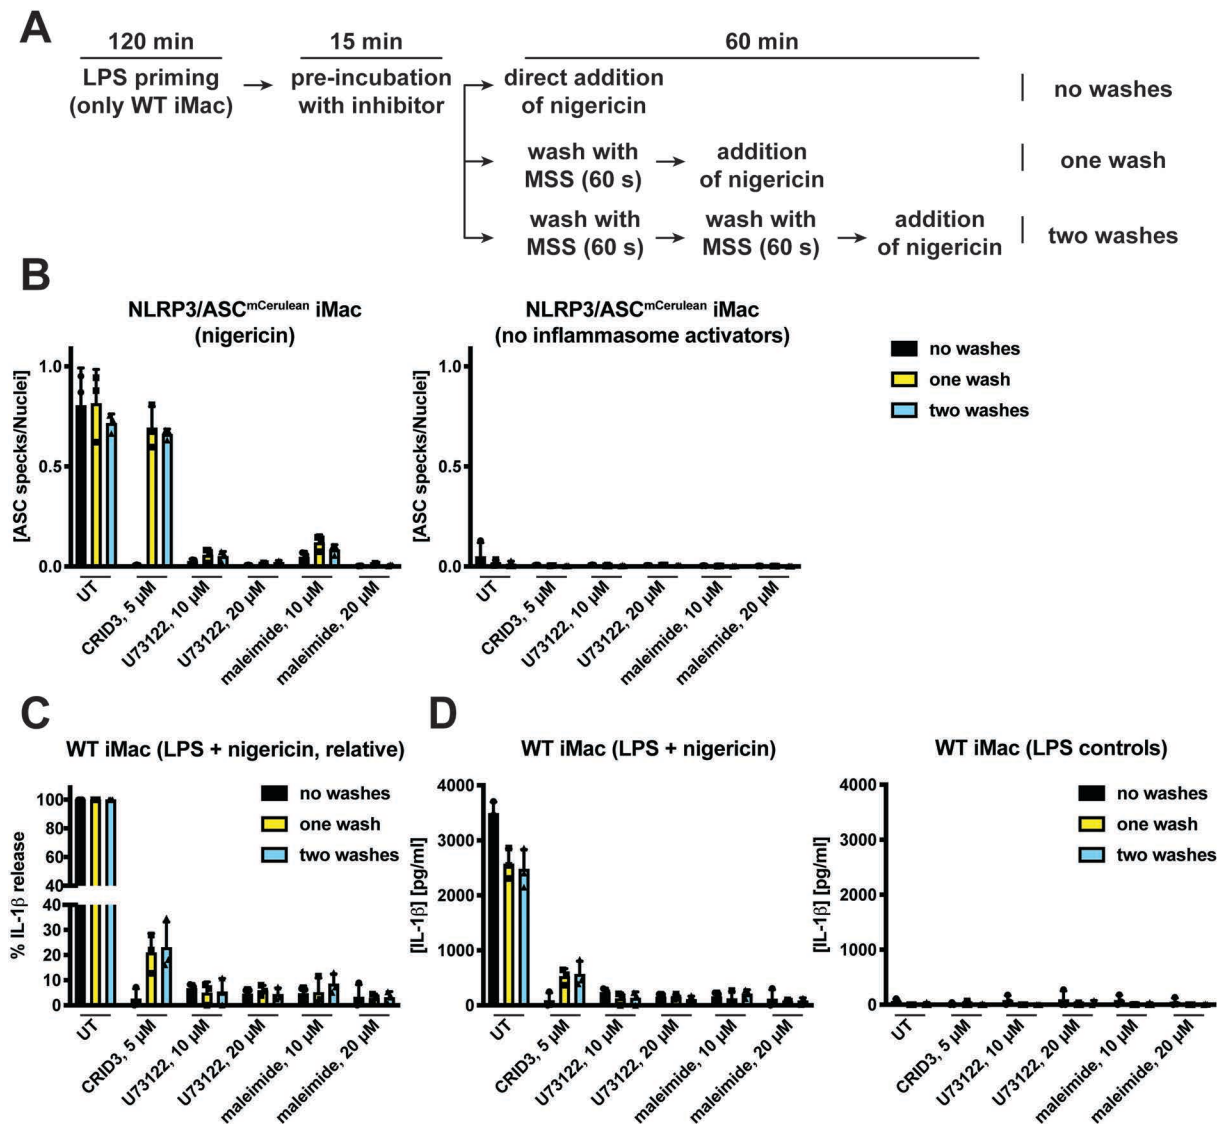 A
120 min
15 min
60 min
LPS priming
(only WT iMac)
pre-incubation
with inhibitor
direct addition
of nigericin
no washes
wash with
MSS (60 s)
addition
of nigericin
one wash
wash with
MSS (60 s)
wash with
MSS (60 s)
addition
of nigericin
two washes
B
NLRP3/ASCmCerulean iMac
(nigericin)
[ASC specks/Nuclei]
1.0
0.5
0.0
UT
CRID3, 5 µM
U73122, 10 µM
U73122, 20 µM
maleimide, 10 µM
maleimide, 20 µM
NLRP3/ASCmCerulean iMac
(no inflammasome activators)
[ASC specks/Nuclei]
1.0
0.5
0.0
UT
CRID3, 5 µM
U73122, 10 µM
U73122, 20 µM
maleimide, 10 µM
maleimide, 20 µM
no washes
one wash
two washes
C
WT iMac (LPS + nigericin, relative)
% IL-1β release
100
80
60
40
40
30
20
10
0
no washes
one wash
two washes
UT
CRID3, 5 µM
U73122, 10 µM
U73122, 20 µM
maleimide, 10 µM
maleimide, 20 µM
D
WT iMac (LPS + nigericin)
[IL-1β] [pg/ml]
4000
3000
2000
1000
0
UT
CRID3, 5 µM
U73122, 10 µM
U73122, 20 µM
maleimide, 10 µM
maleimide, 20 µM
WT iMac (LPS controls)
[IL-1β] [pg/ml]
4000
3000
2000
1000
0
no washes
one wash
two washes
UT
CRID3, 5 µM
U73122, 10 µM
U73122, 20 µM
maleimide, 10 µM
maleimide, 20 µM